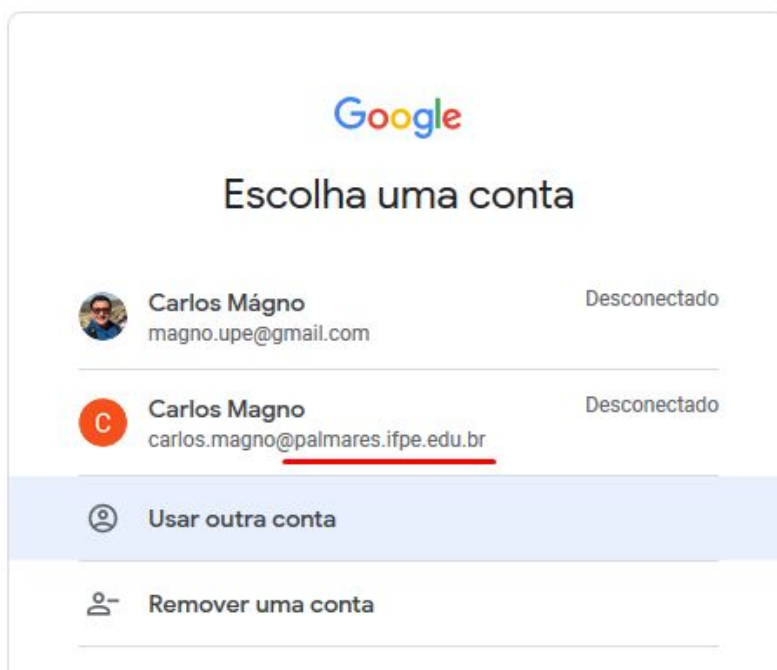 Google
Escolha uma conta
Carlos Mágno
Desconectado
magno.upe@gmail.com
C
Carlos Magno
Desconectado
carlos.magno@palmares.ifpe.edu.br
Usar outra conta
Remover uma conta